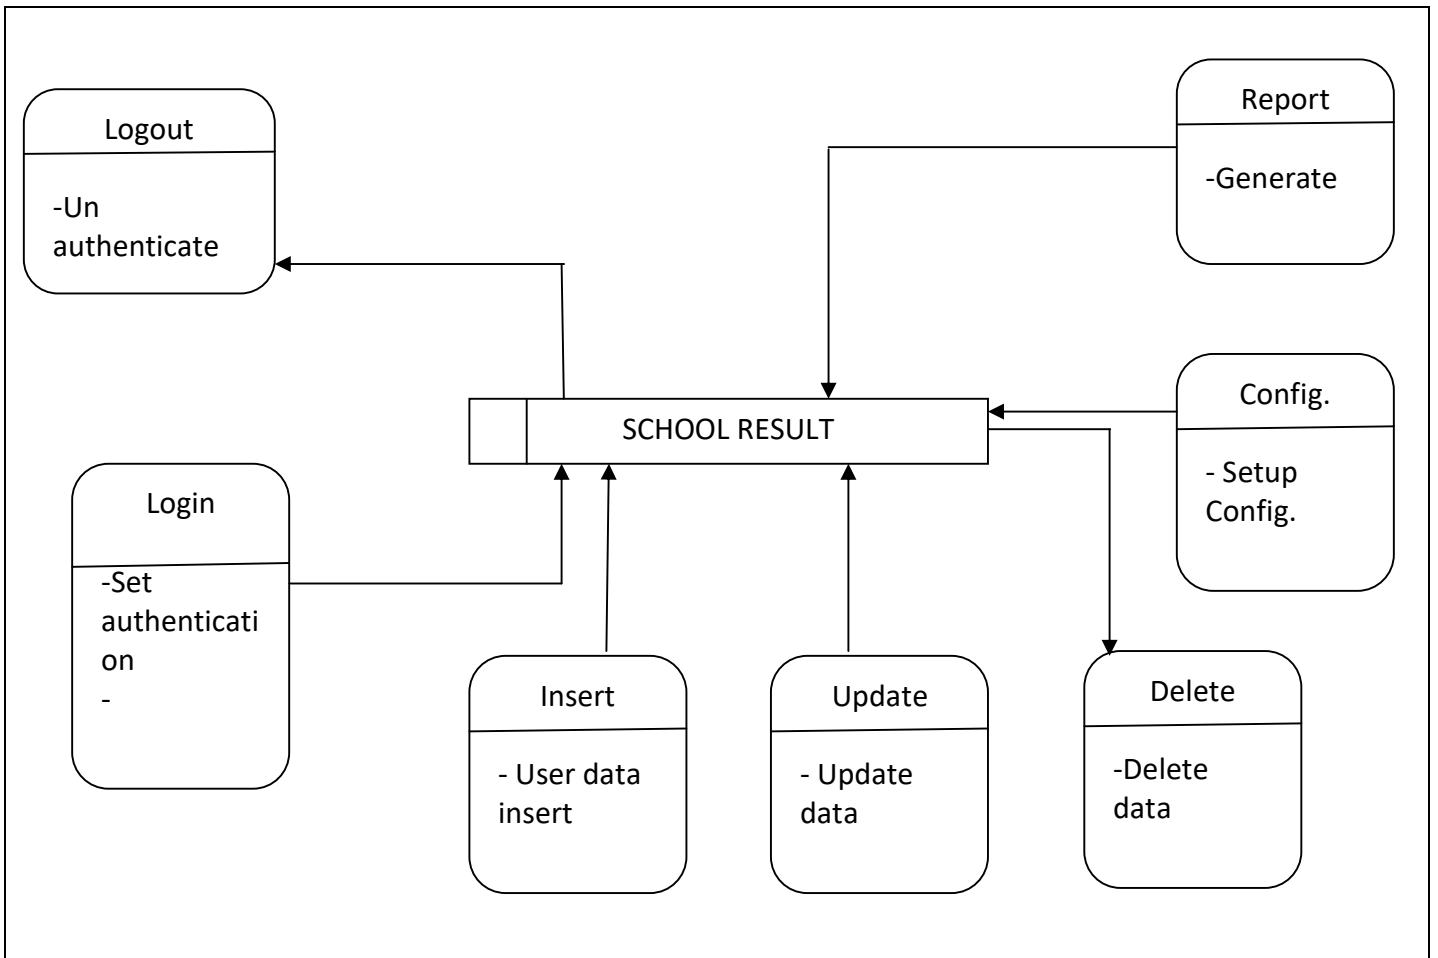 Logout
-Un
authenticate
Report
-Generate
SCHOOL RESULT
Config.
- Setup
Config.
Login
-Set
authenticati
on
-
Insert
- User data
insert
Update
- Update
data
Delete
-Delete
data